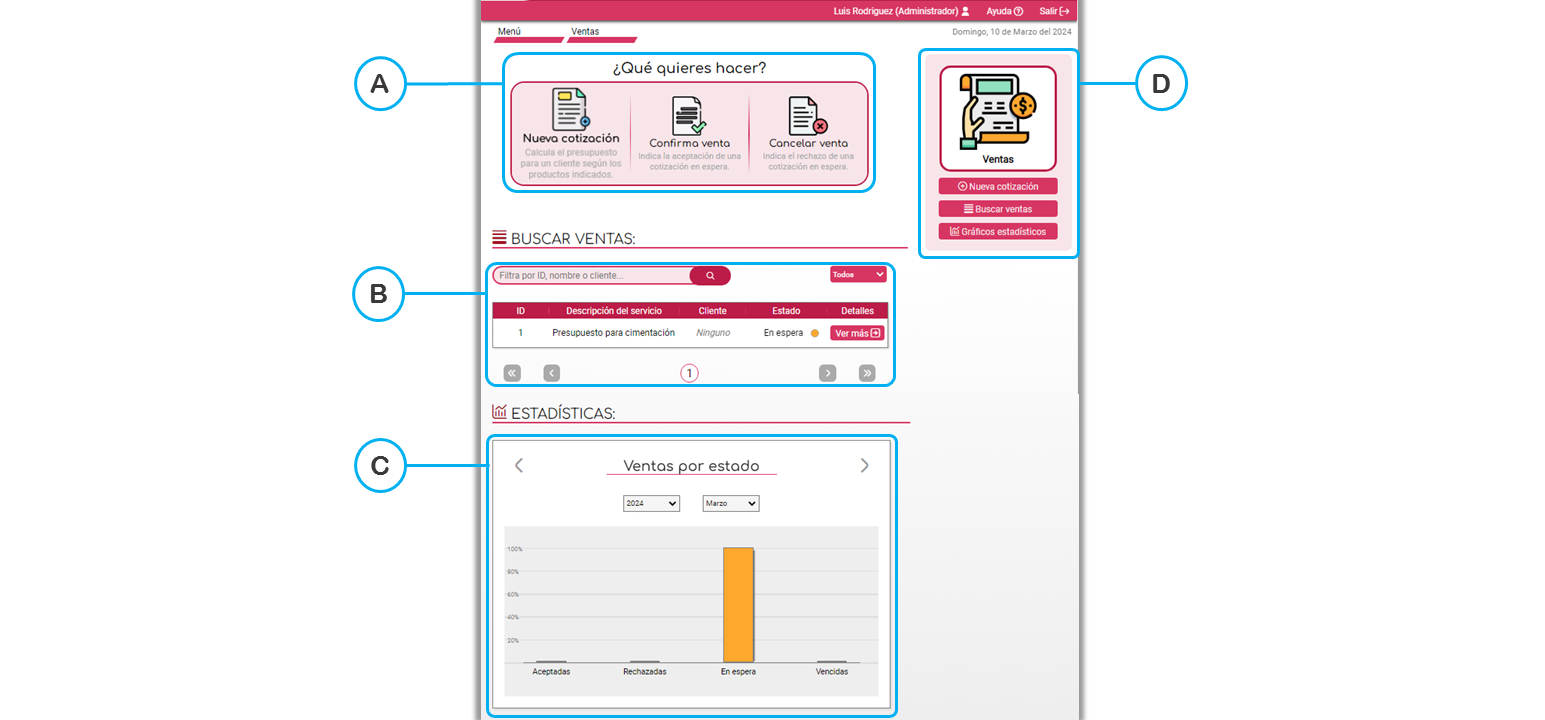 Luis Rodriguez (Administrador) Ayuda Salir
Menú Ventas
Domingo, 10 de Marzo del 2024
A
¿Qué quieres hacer?
Nueva cotización
Calcula el presupuesto
para un cliente según los
productos indicados.
Confirma venta
Indica la aceptación de una
cotización en espera.
Cancelar venta
Indica el rechazo de una
cotización en espera.
D
Ventas
Nueva cotización
Buscar ventas
Gráficos estadísticos
BUSCAR VENTAS:
B
Filtra por ID, nombre o cliente...
Todos
ID Descripción del servicio Cliente Estado Detalles
1 Presupuesto para cimentación Ninguno En espera Ver más
« ‹ 1 › »
ESTADÍSTICAS:
C
Ventas por estado
2024 Marzo
100%
80%
60%
40%
20%
Aceptadas Rechazadas En espera Vencidas